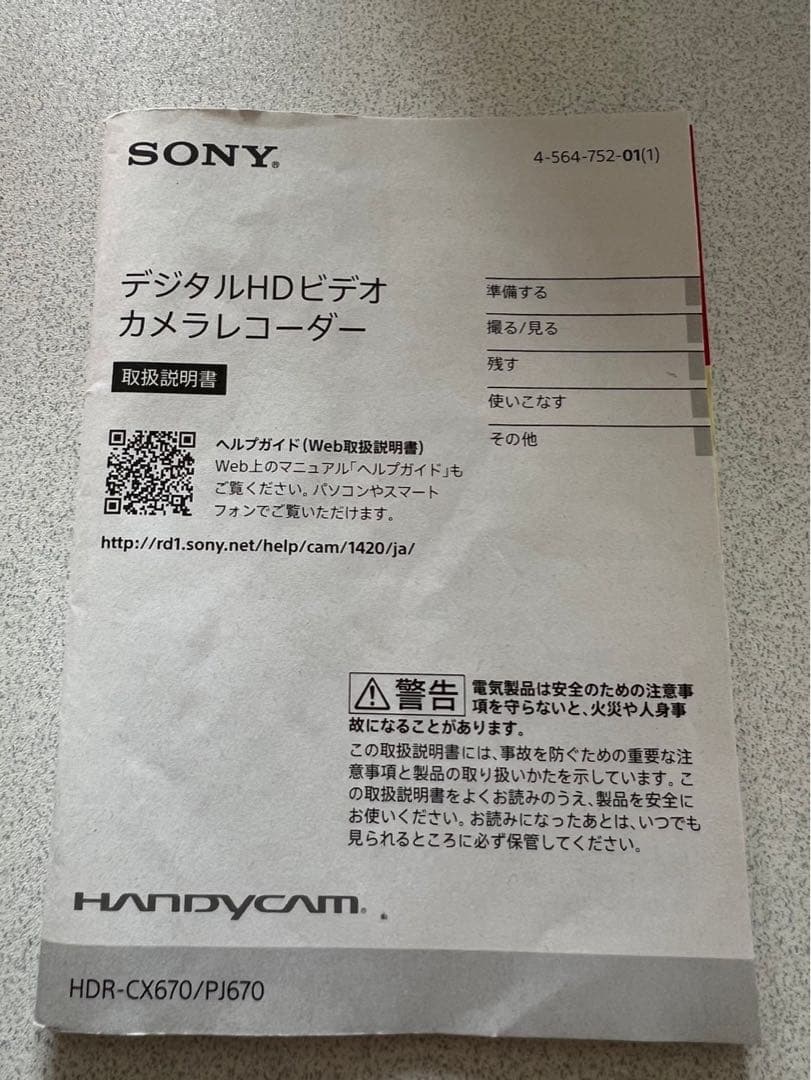 SONY®
4-564-752-01(1)
デジタルHDビデオ
カメラレコーダー
取扱説明書
準備する
撮る/見る
残す
使いこなす
その他
ヘルプガイド(Web取扱説明書)
Web上のマニュアル「ヘルプガイド」も
ご覧ください。パソコンやスマート
フォンでご覧いただけます。
http://rd1.sony.net/help/cam/1420/ja/
警告 電気製品は安全のための注意事
項を守らないと、火災や人身事
故になることがあります。
この取扱説明書には、事故を防ぐための重要な注
意事項と製品の取り扱いかたを示しています。こ
の取扱説明書をよくお読みのうえ、製品を安全に
お使いください。お読みになったあとは、いつでも
見られるところに必ず保管してください。
HANDYCAM®
HDR-CX670/PJ670